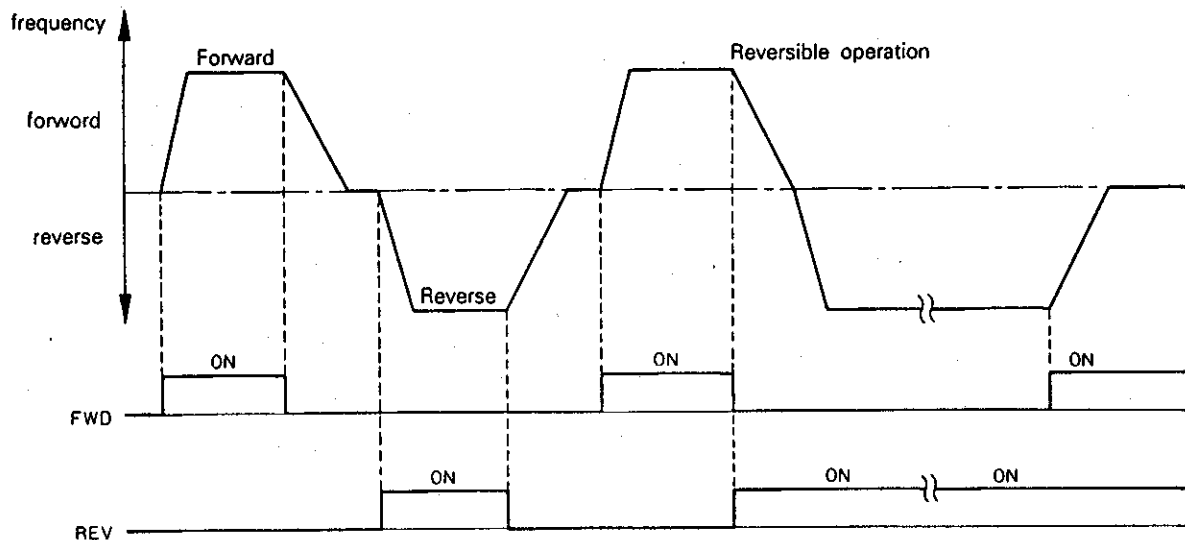 frequency
Forward
Reversible operation
forword
reverse
Reverse
ON
ON
ON
FWD
ON
ON
ON
REV